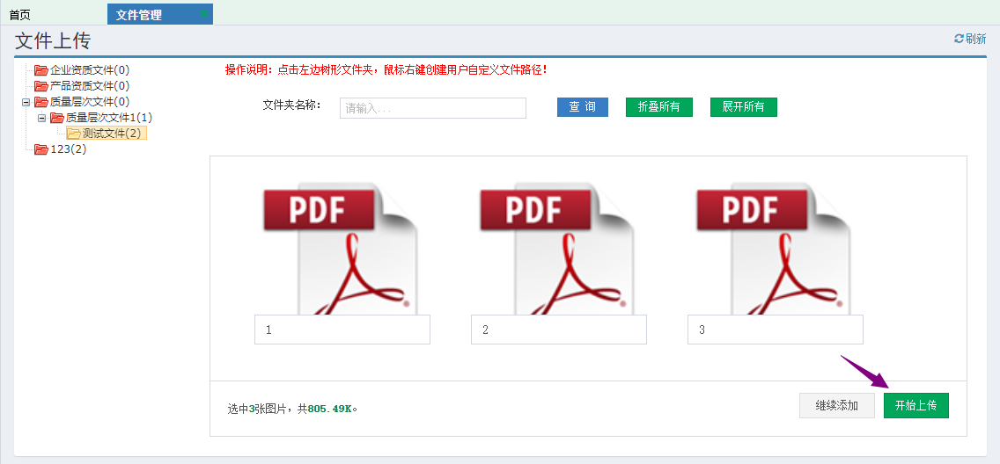 首页
文件管理
文件上传
刷新
企业资质文件(0)
产品资质文件(0)
质量层次文件(0)
质量层次文件1(1)
测试文件(2)
123(2)
操作说明：点击左边树形文件夹，鼠标右键创建用户自定义文件路径！
文件夹名称：
请输入...
查 询
折叠所有
展开所有
PDF
PDF
PDF
1
2
3
选中3张图片，共805.49K。
继续添加
开始上传